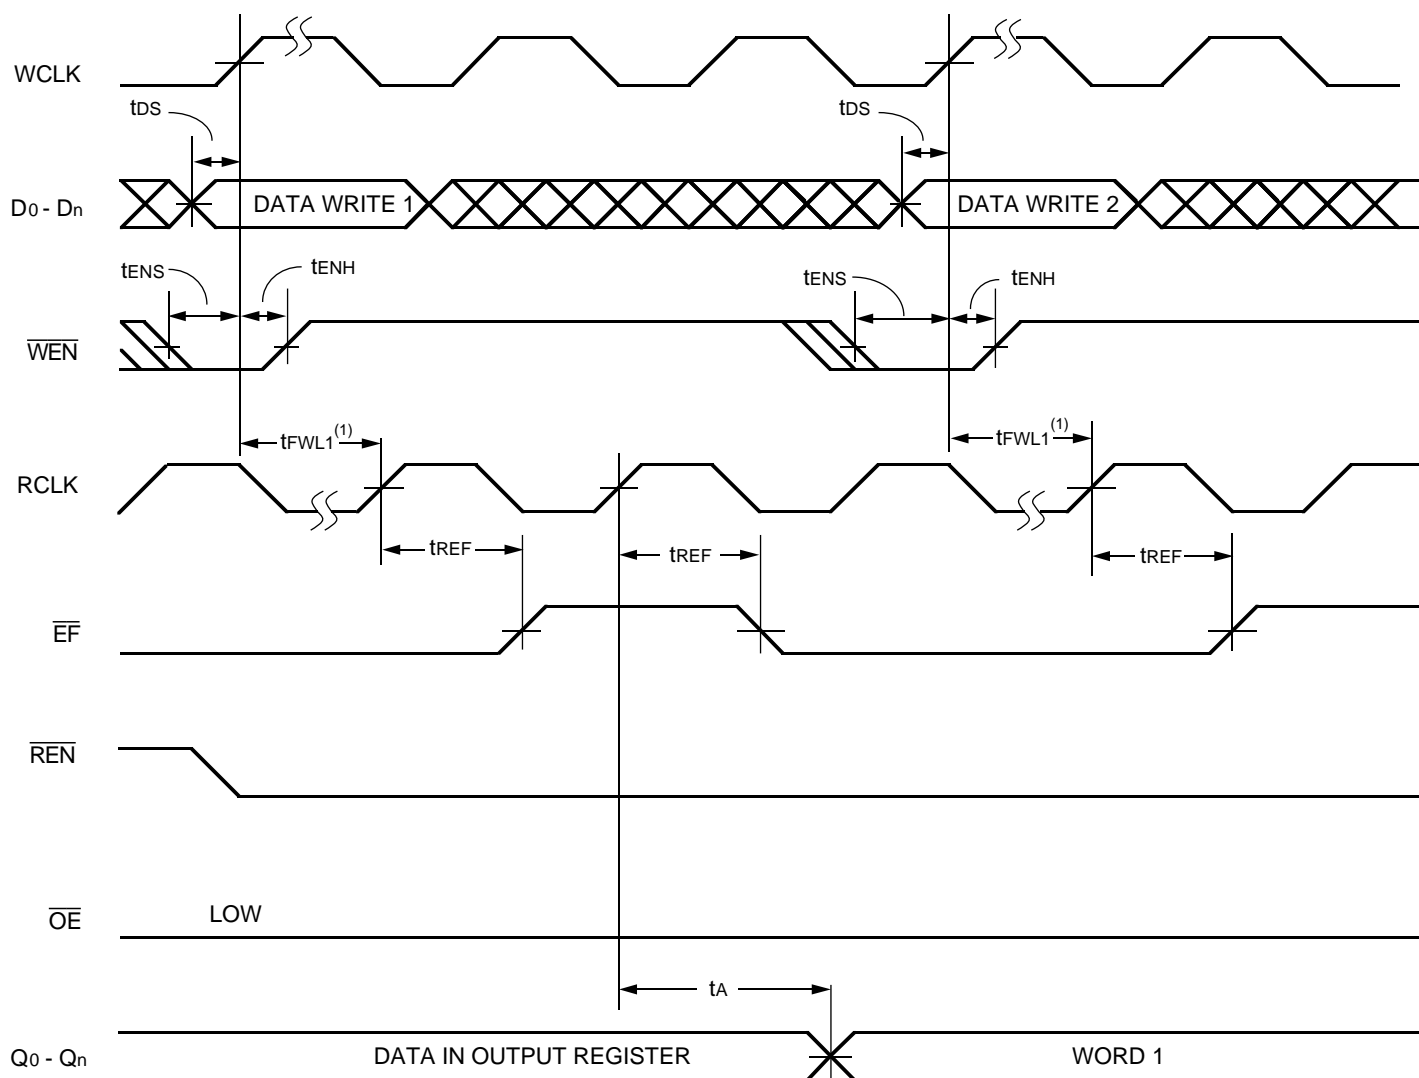 WCLK
tDS
tDS
D0 - Dn
DATA WRITE 1
DATA WRITE 2
tENS
tENH
tENS
tENH
WEN
tFWL1(1)
tFWL1(1)
RCLK
tREF
tREF
tREF
EF
REN
OE
LOW
tA
Q0 - Qn
DATA IN OUTPUT REGISTER
WORD 1